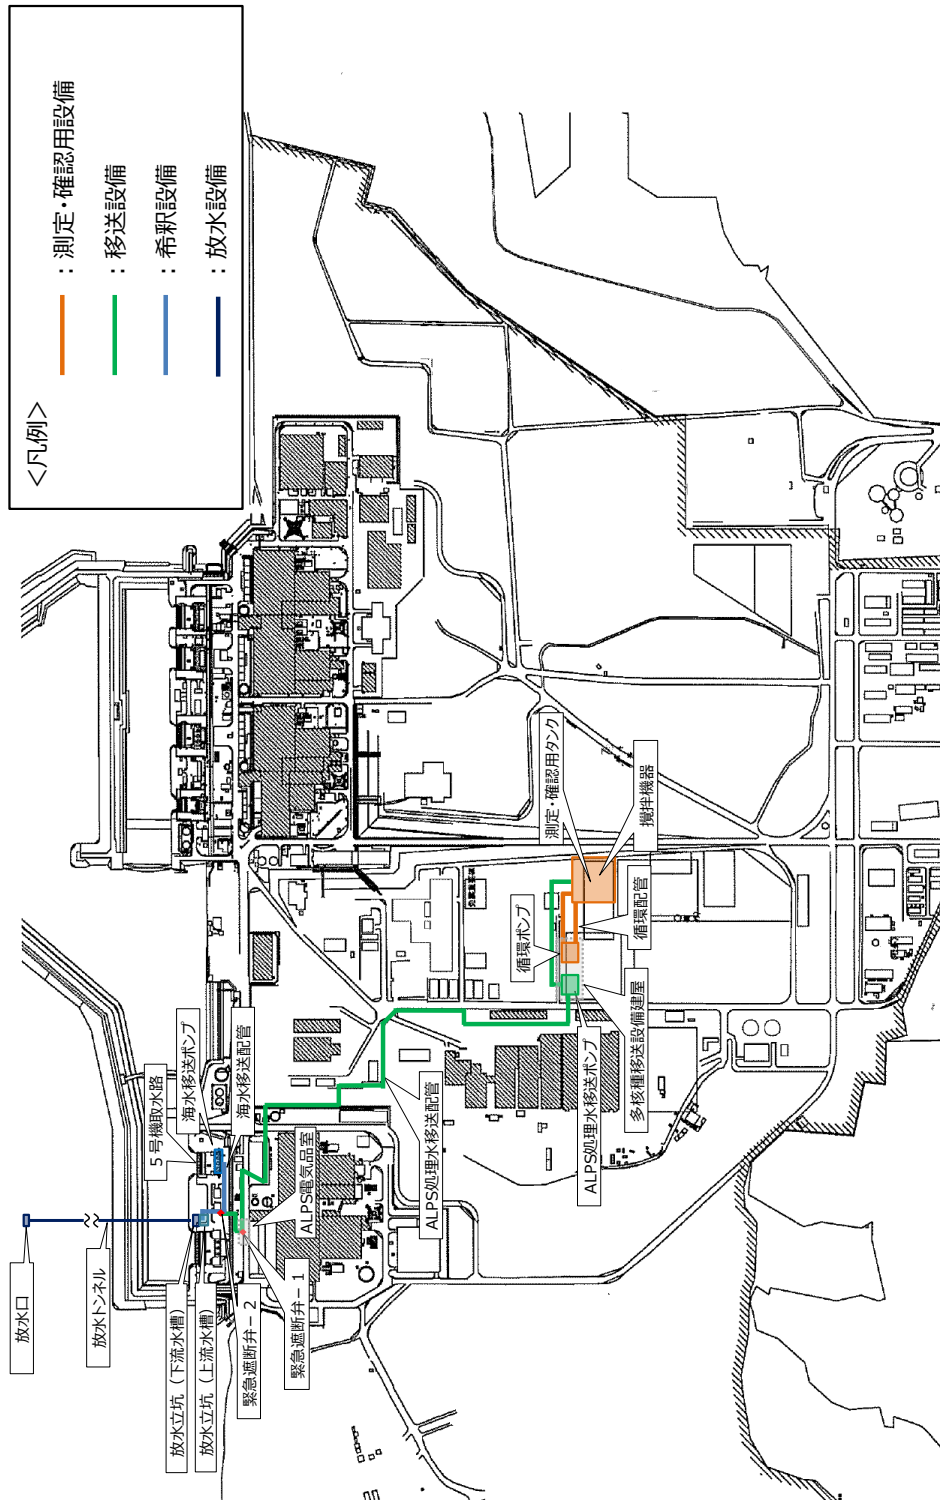 <凡例>
：測定・確認用設備
：移送設備
：希釈設備
：放水設備
放水口
放水トンネル
放水立坑（下流水槽）
放水立坑（上流水槽）
緊急遮断弁－２
緊急遮断弁－１
５号機取水路
海水移送ポンプ
海水移送配管
ALPS電気品室
ALPS処理水移送配管
ALPS処理水移送ポンプ
多核種移送設備建屋
循環ポンプ
循環配管
測定・確認用タンク
攪拌機器